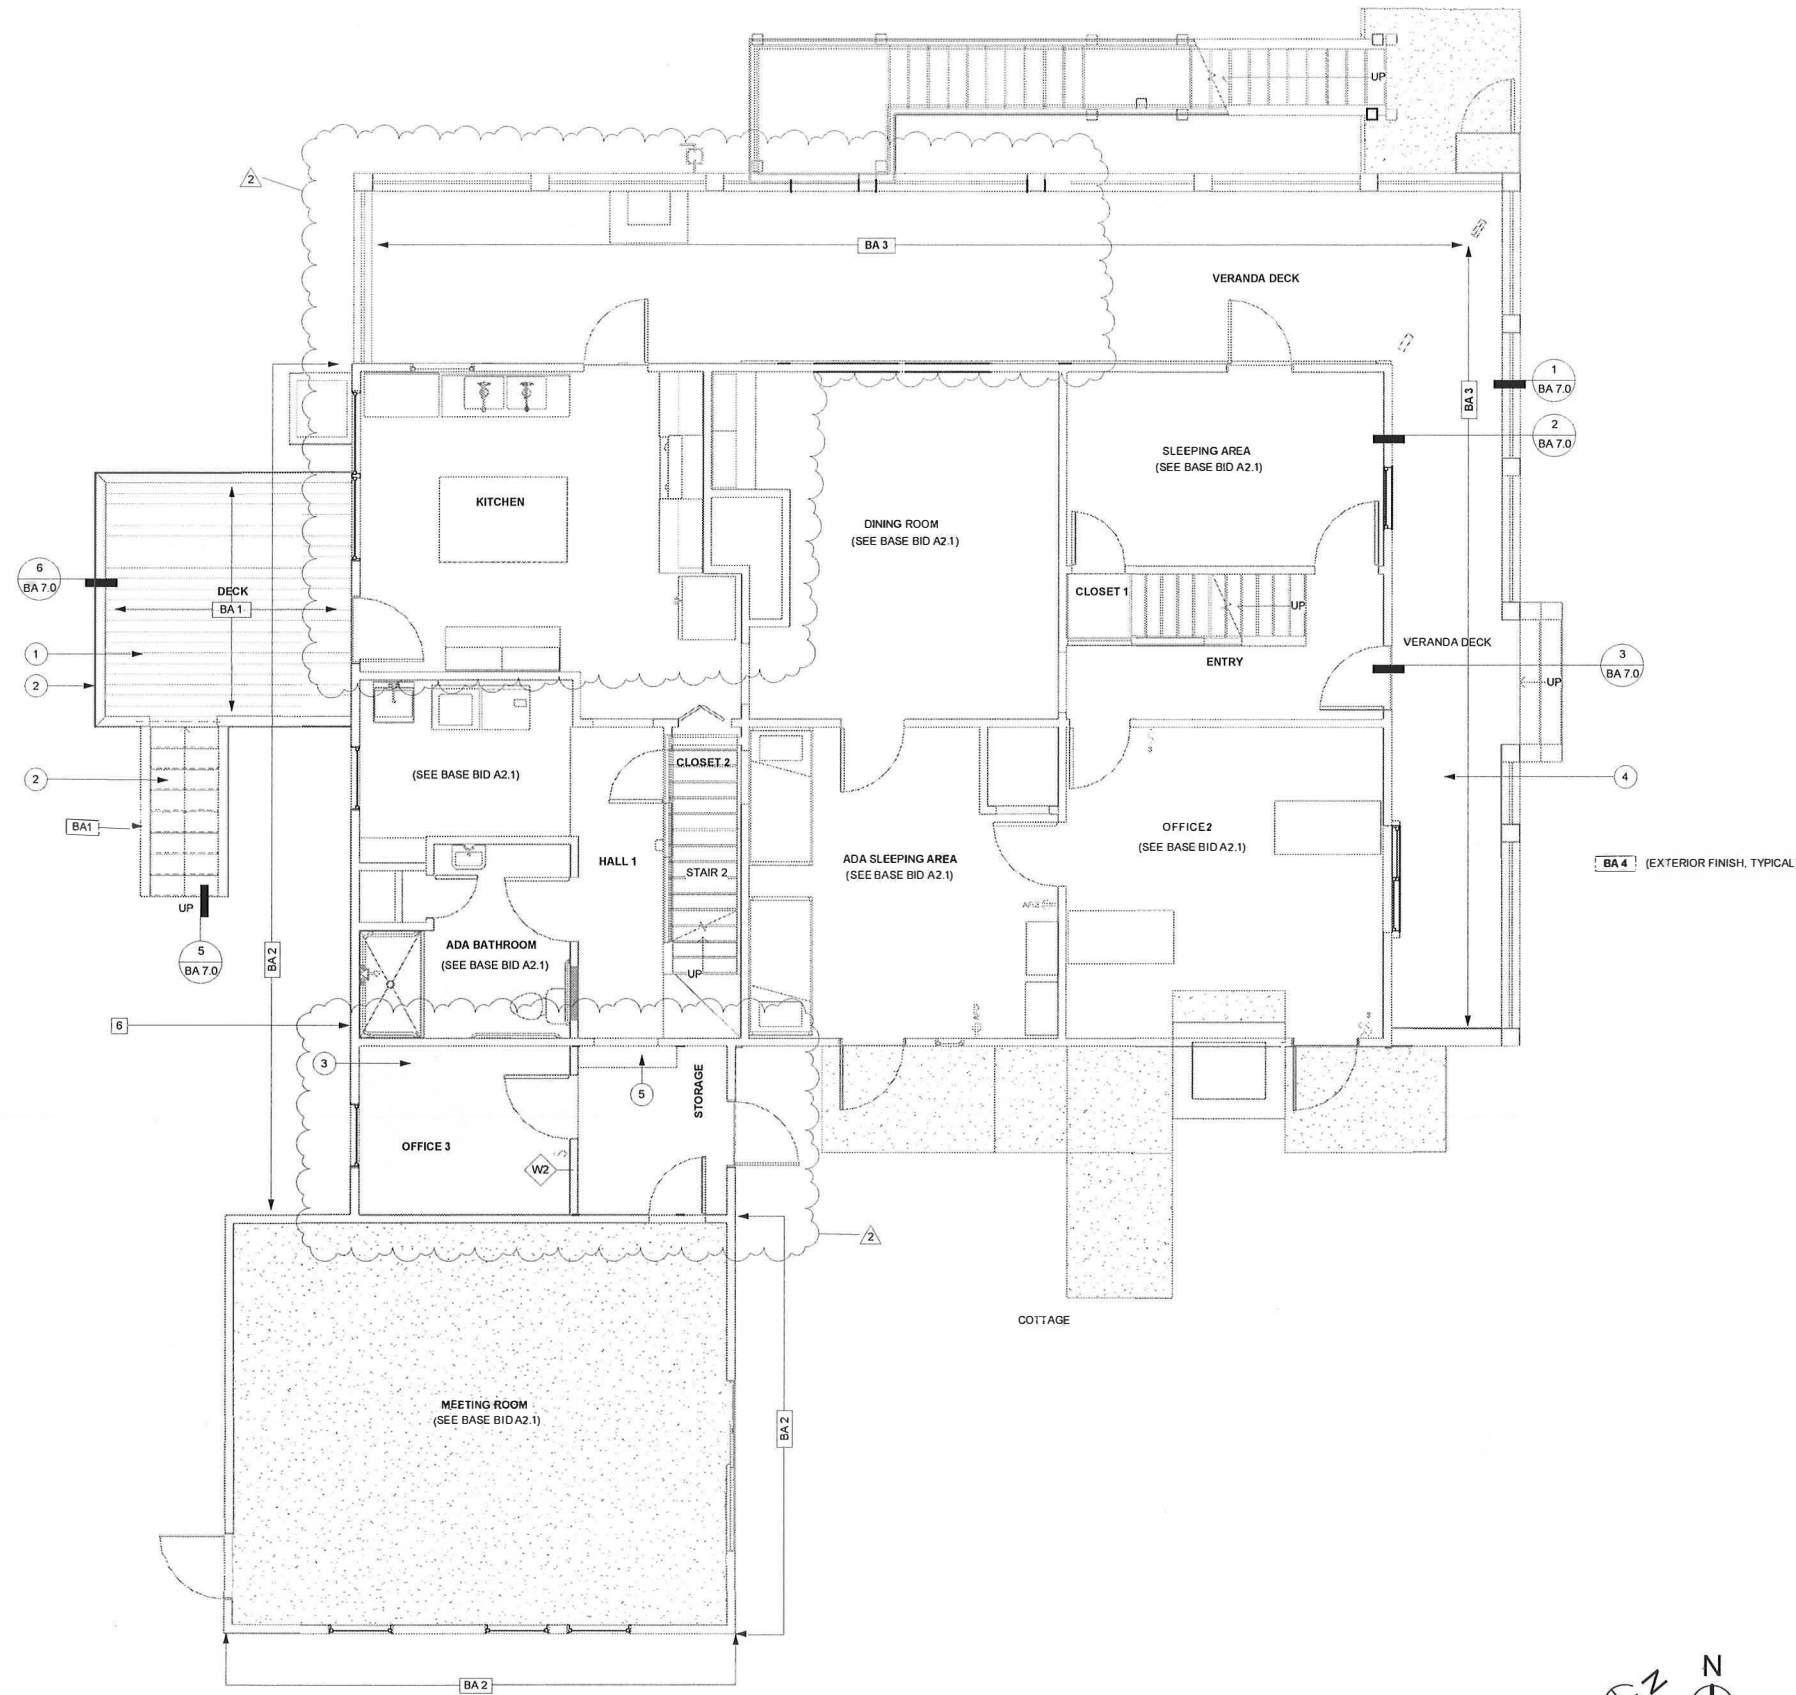 UP
2
BA 3
VERANDA DECK
1
BA 7.0
BA 3
2
BA 7.0
SLEEPING AREA
(SEE BASE BID A2.1)
KITCHEN
DINING ROOM
(SEE BASE BID A2.1)
6
BA 7.0
DECK
BA 1
CLOSET 1
UP
1
ENTRY
VERANDA DECK
3
BA 7.0
2
UP
CLOSET 2
2
(SEE BASE BID A2.1)
4
BA1
OFFICE2
(SEE BASE BID A2.1)
HALL 1
ADA SLEEPING AREA
(SEE BASE BID A2.1)
BA 4 (EXTERIOR FINISH, TYPICAL)
STAIR 2
UP
5
BA 7.0
BA 2
ADA BATHROOM
(SEE BASE BID A2.1)
UP
6
3
5
STORAGE
OFFICE 3
W2
2
COTTAGE
MEETING ROOM
(SEE BASE BID A2.1)
BA 2
BA 2
N
N